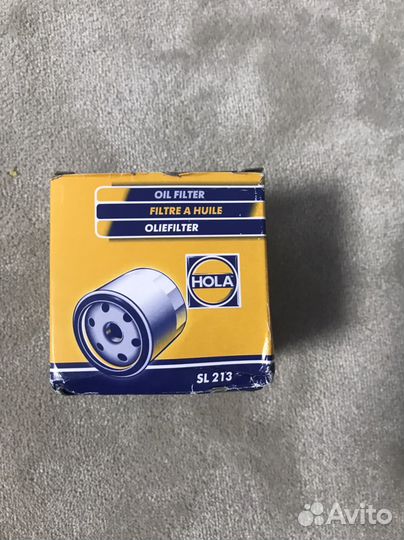 OIL FILTER
FILTRE A HUILE
OLIEFILTER
HOLA
SL 213
Avito